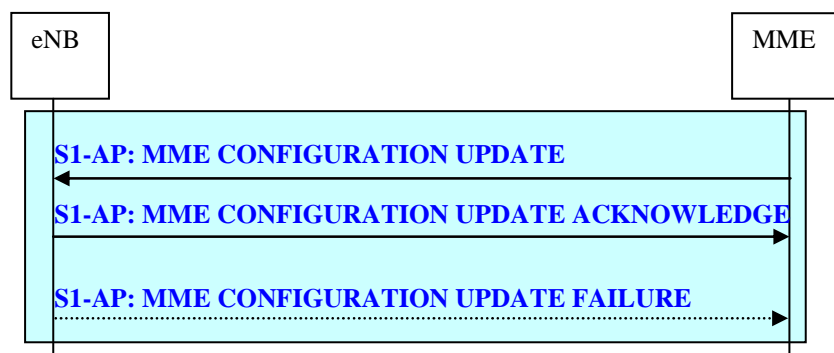 eNB
MME
S1-AP: MME CONFIGURATION UPDATE
S1-AP: MME CONFIGURATION UPDATE ACKNOWLEDGE
S1-AP: MME CONFIGURATION UPDATE FAILURE